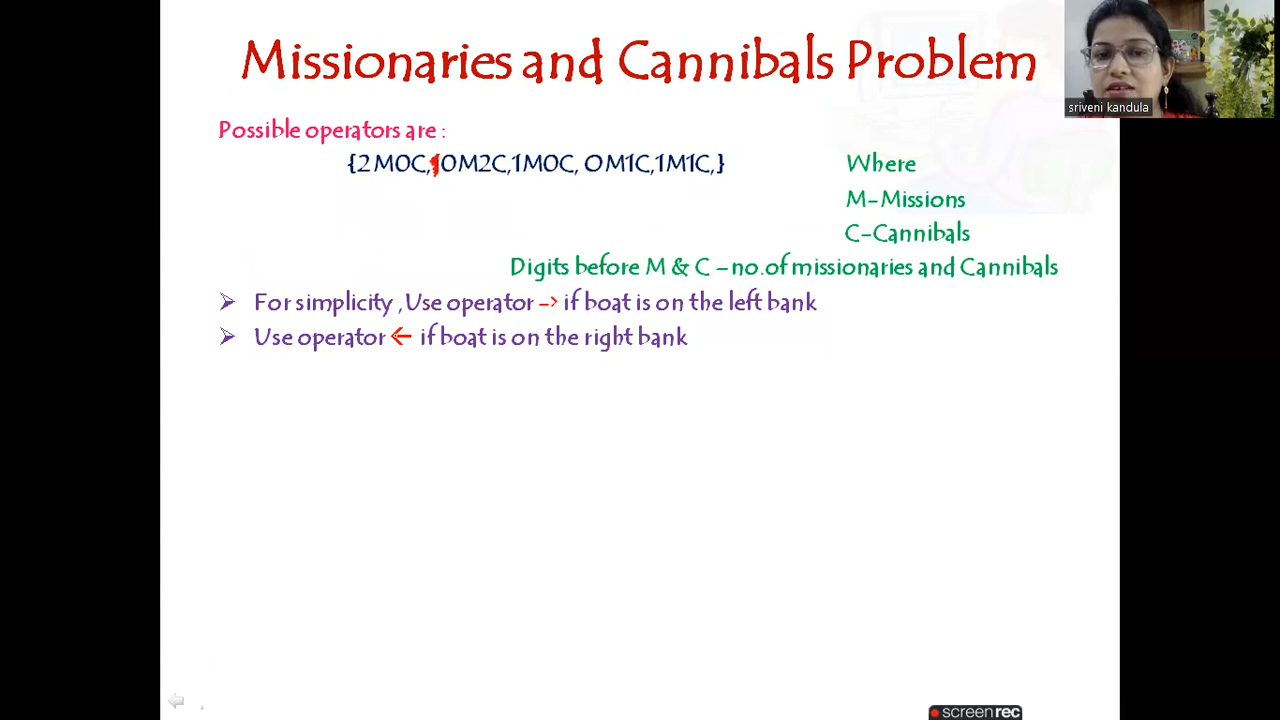 Missionaries and Cannibals Problem
sriveni kandula
Possible operators are :
{2M0C, 0M2C,1M0C, 0M1C,1M1C,}
Where
M-Missions
C-Cannibals
Digits before M & C –no.of missionaries and Cannibals
➢ For simplicity ,Use operator -> if boat is on the left bank
➢ Use operator ← if boat is on the right bank
screenrec